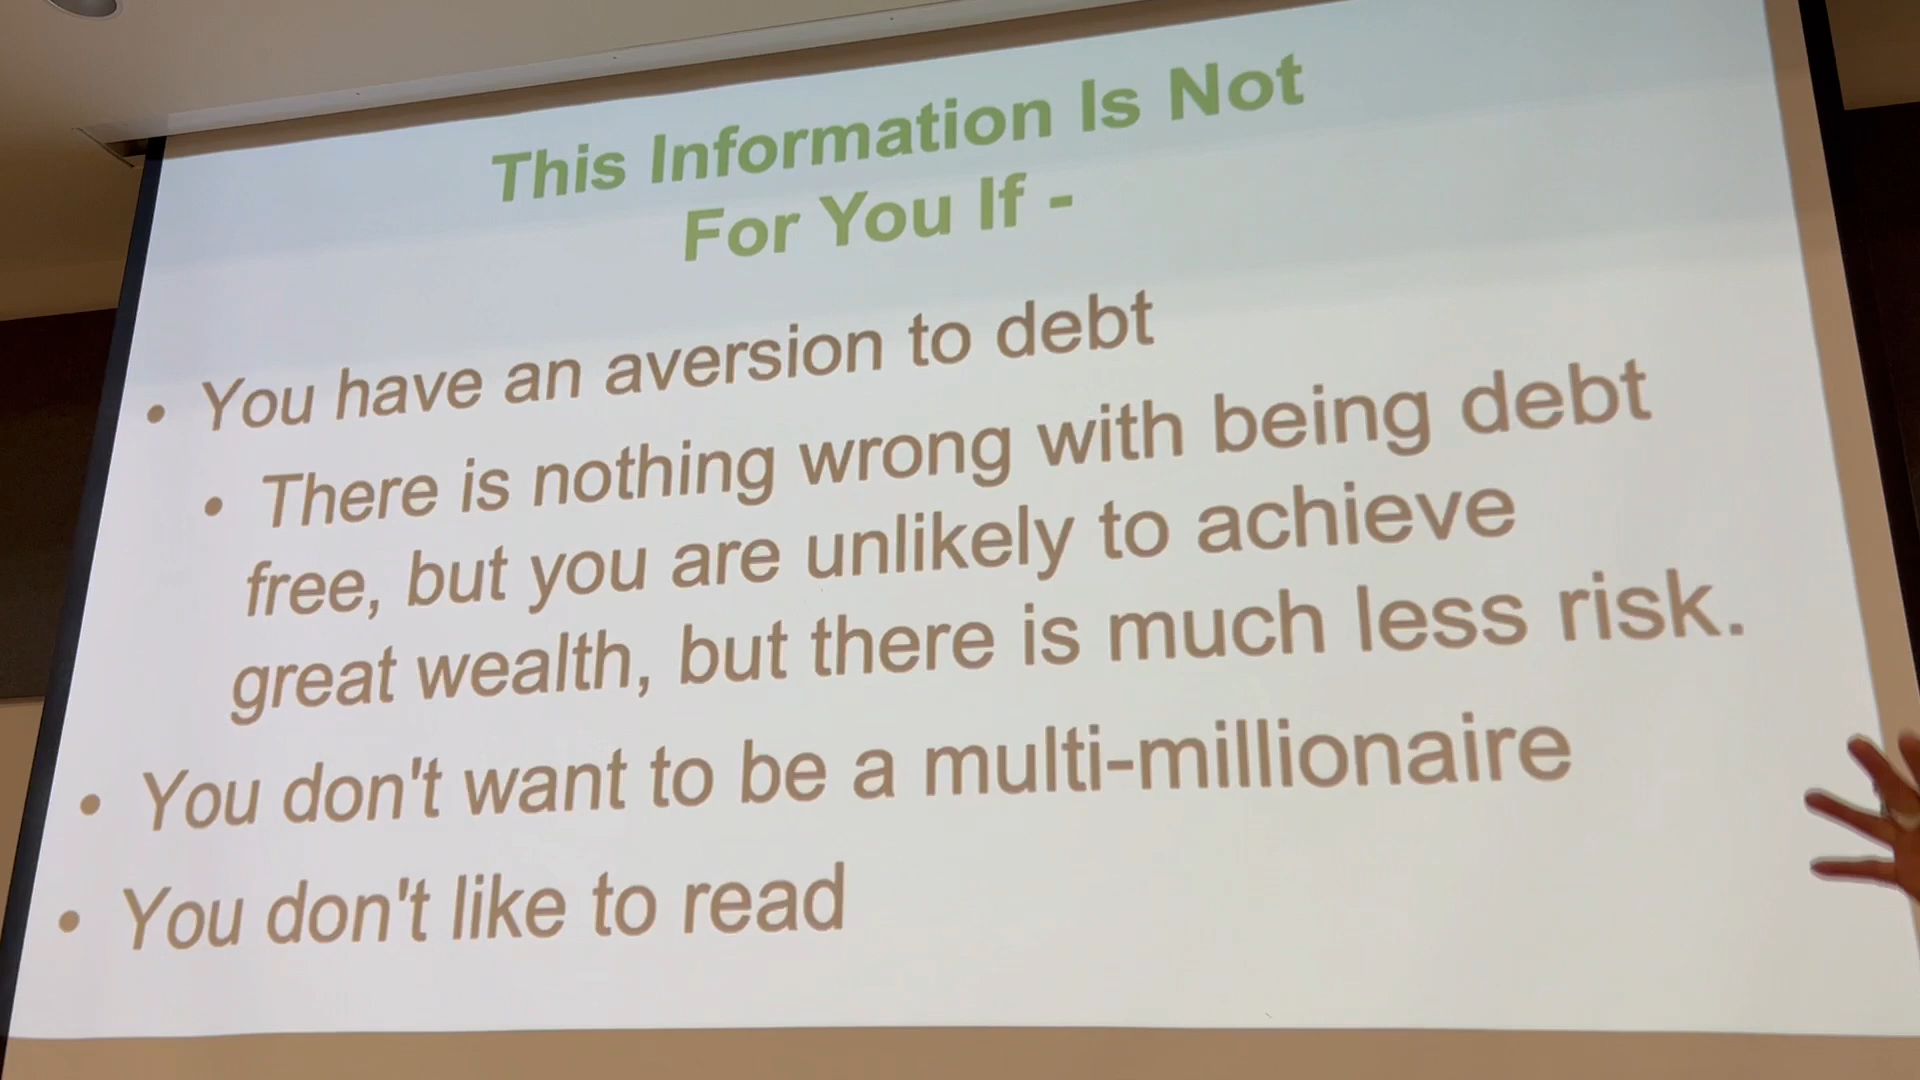 This Information Is Not
For You If -
• You have an aversion to debt
• There is nothing wrong with being debt
free, but you are unlikely to achieve
great wealth, but there is much less risk.
• You don't want to be a multi-millionaire
• You don't like to read